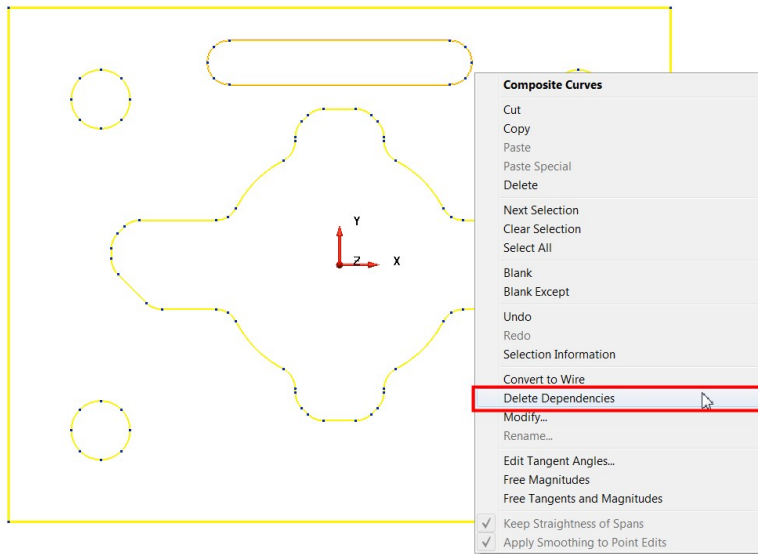 Composite Curves
Cut
Copy
Paste
Paste Special
Delete
Next Selection
Clear Selection
Select All
Blank
Blank Except
Undo
Redo
Selection Information
Convert to Wire
Delete Dependencies
Modify...
Rename...
Edit Tangent Angles...
Free Magnitudes
Free Tangents and Magnitudes
Keep Straightness of Spans
Apply Smoothing to Point Edits
Y
Z X